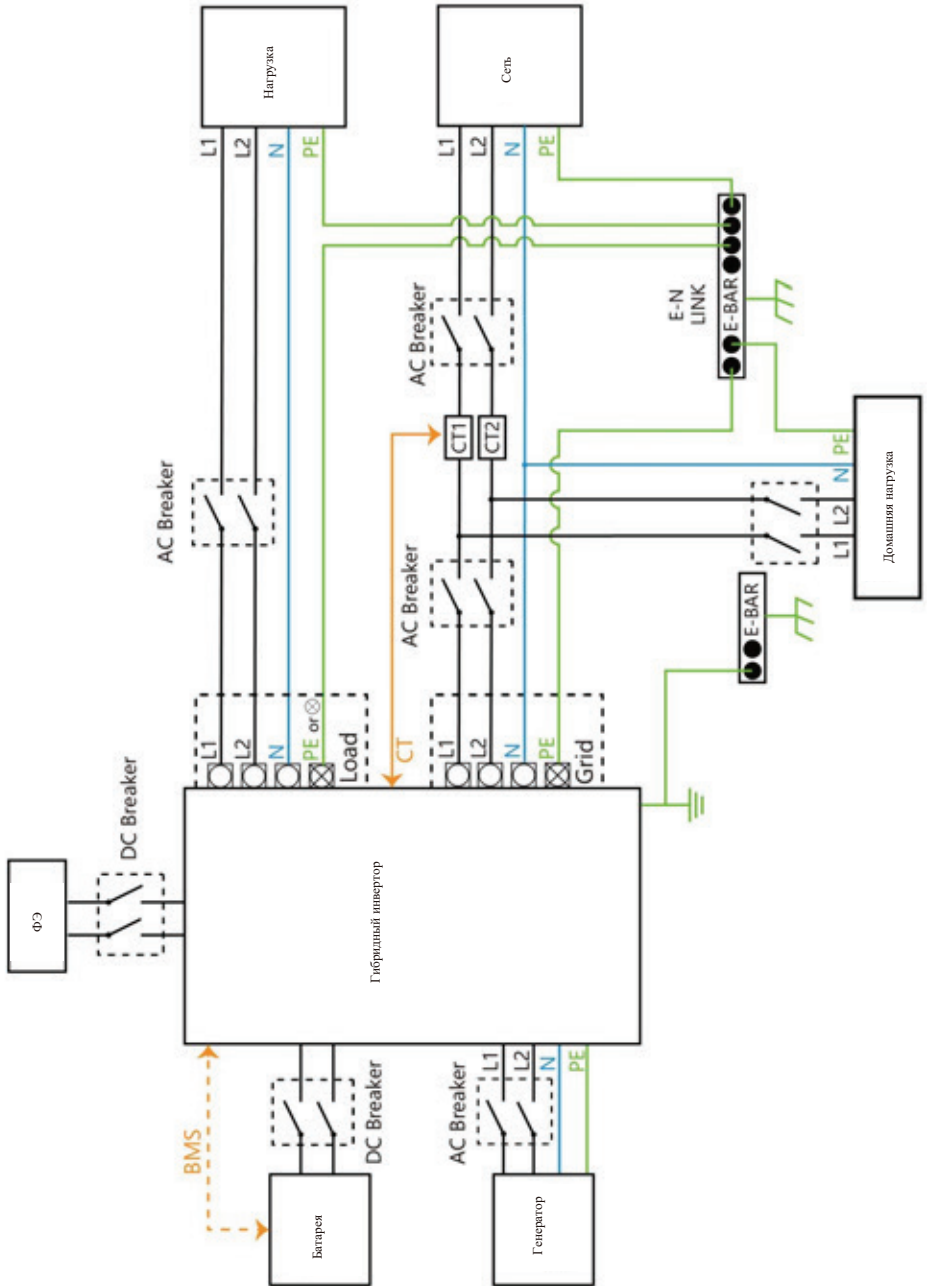 ФЭ
DC Breaker
BMS
Батарея
DC Breaker
Генератор
AC Breaker
L1
L2
N
PE
Гибридный инвертор
L1
L2
N
PE or
Load
AC Breaker
L1
L2
N
PE
Нагрузка
CT
L1
L2
N
PE
Grid
AC Breaker
CT1
CT2
AC Breaker
L1
L2
N
PE
Сеть
E-BAR
E-N
LINK
E-BAR
L1
L2
N
PE
Домашняя нагрузка